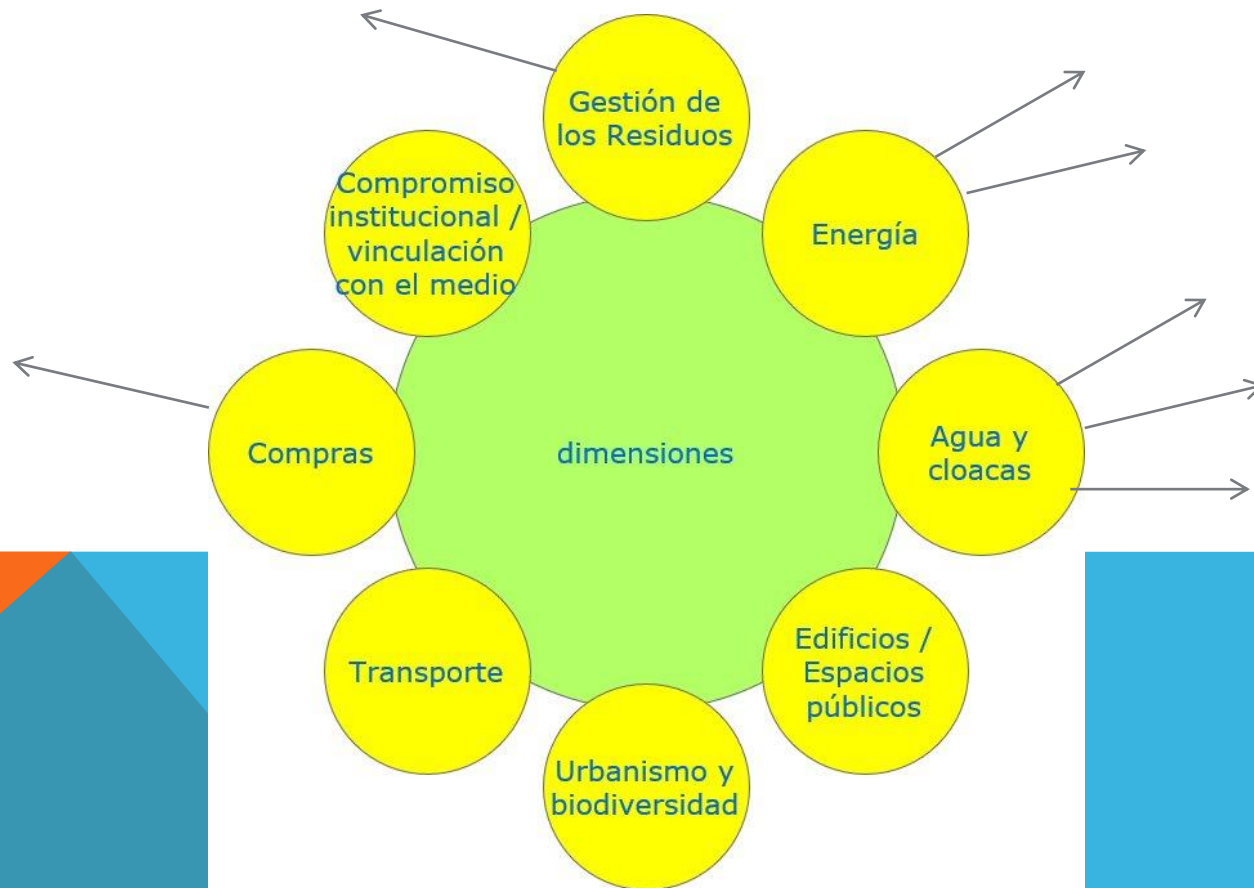 Gestión de
los Residuos
Energía
Agua y
cloacas
Edificios /
Espacios
públicos
Urbanismo y
biodiversidad
Transporte
Compras
Compromiso
institucional /
vinculación
con el medio
dimensiones